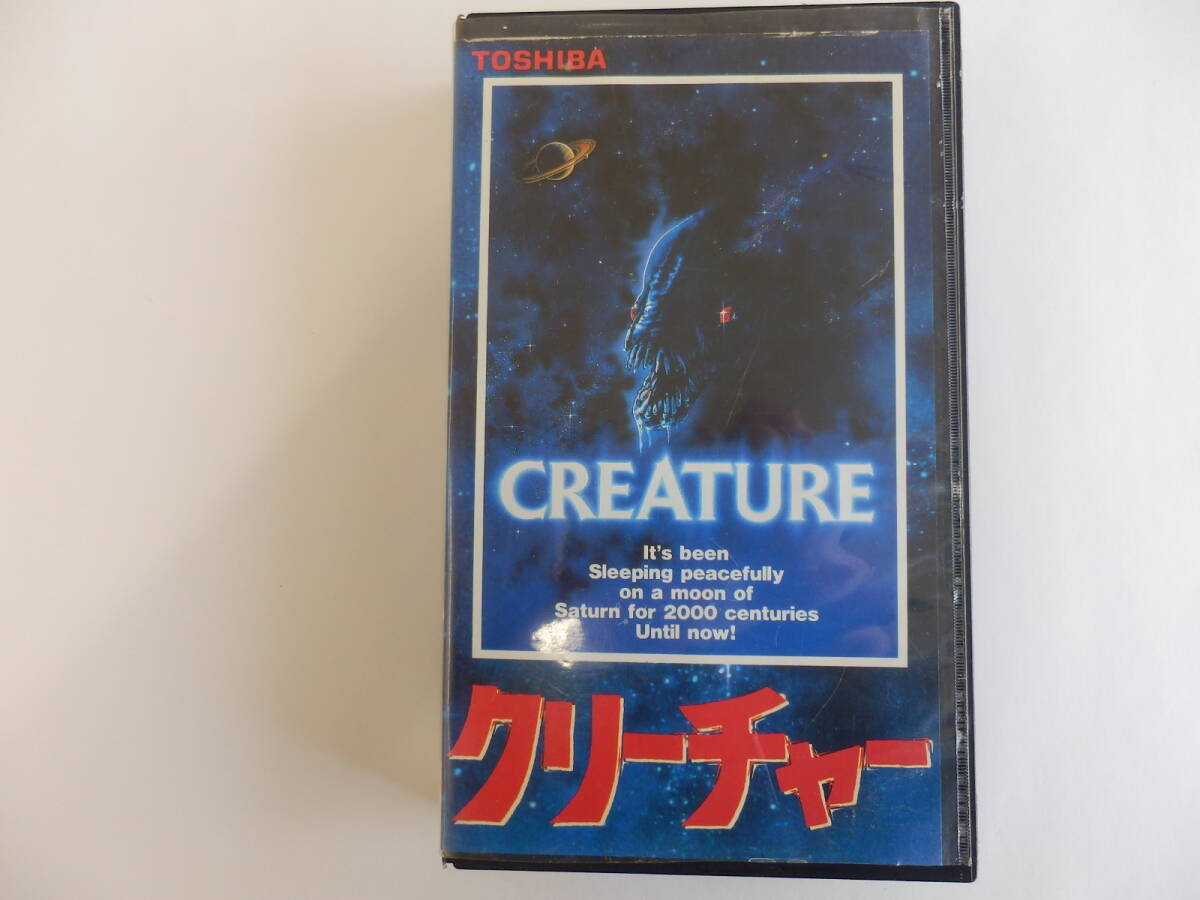 TOSHIBA
CREATURE
It's been
Sleeping peacefully
on a moon of
Saturn for 2000 centuries
Until now!
クリーチャー